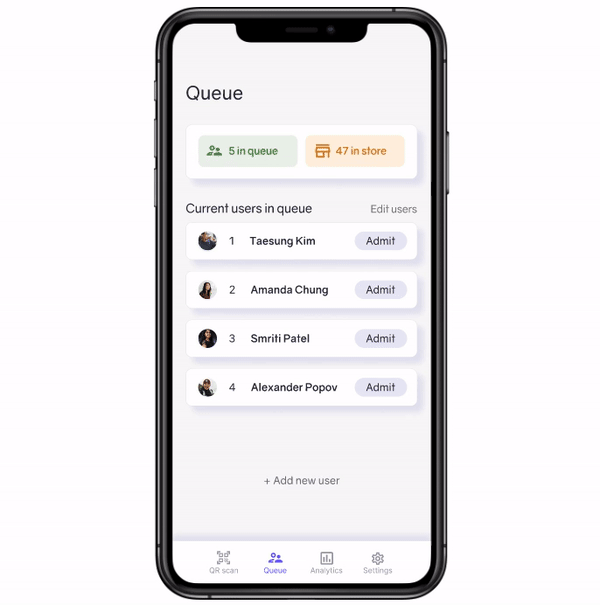 Queue
5 in queue
47 in store
Current users in queue
Edit users
1 Taesung Kim Admit
2 Amanda Chung Admit
3 Smriti Patel Admit
4 Alexander Popov Admit
+ Add new user
QR scan
Queue
Analytics
Settings